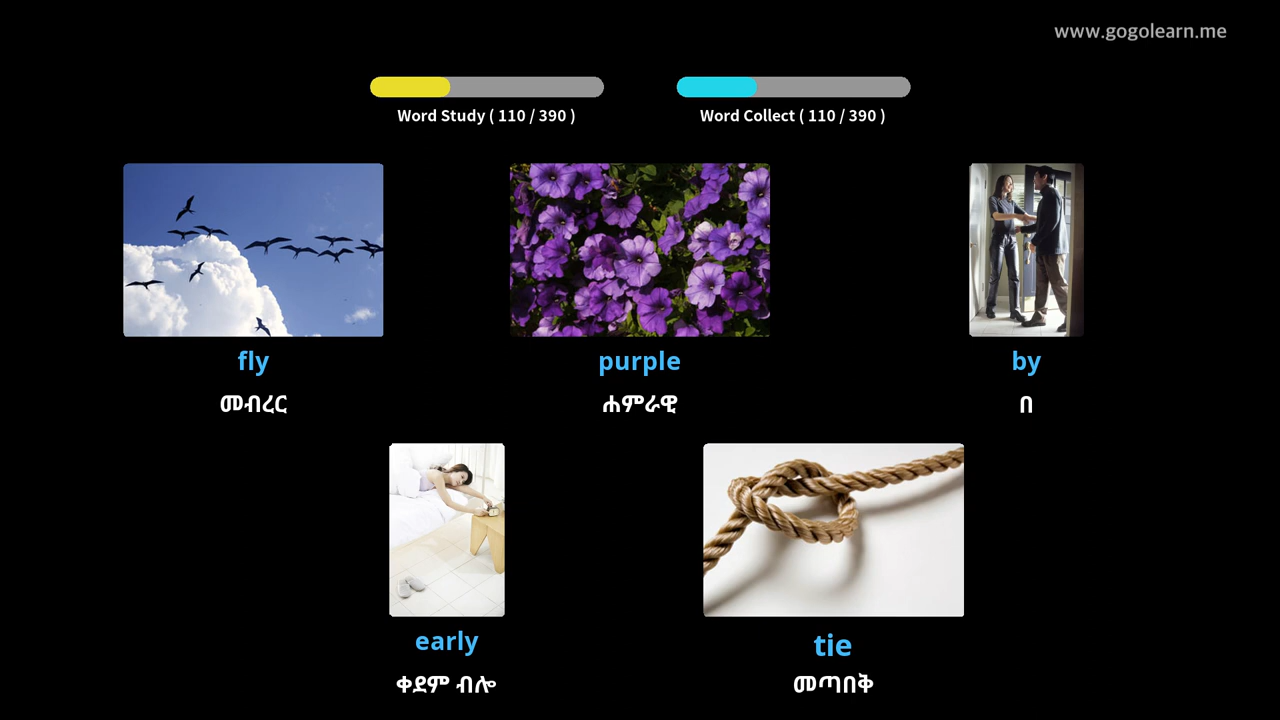 www.gogolearn.me
Word Study ( 110 / 390 )
Word Collect ( 110 / 390 )
fly
መብረር
purple
ሐምራዊ
by
በ
early
ቀደም ብሎ
tie
መጣበቅ